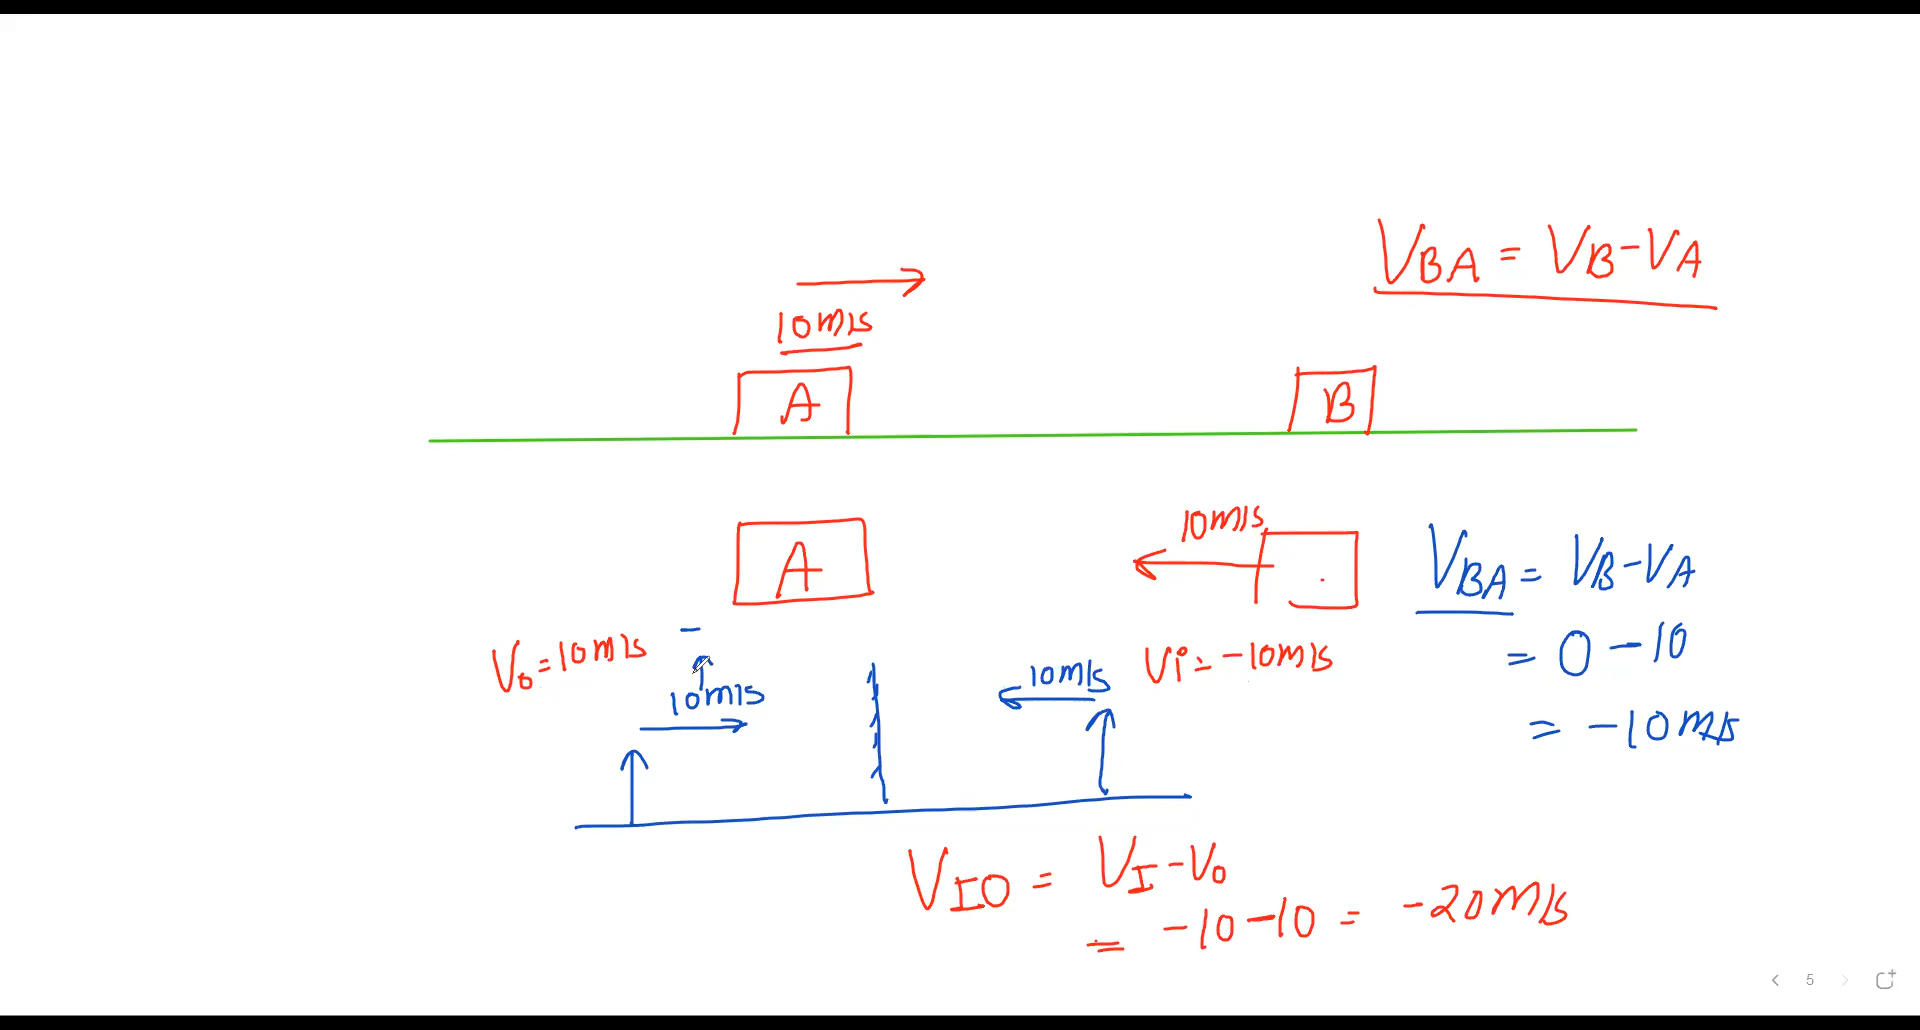 V_BA = V_B - V_A
10m/s
A
B
10m/s
A
V_BA = V_B - V_A
= 0 - 10
= -10m/s
V_o = 10m/s
10m/s
10m/s
Vi = -10m/s
V_IO = V_I - V_o
= -10 - 10 = -20m/s
5